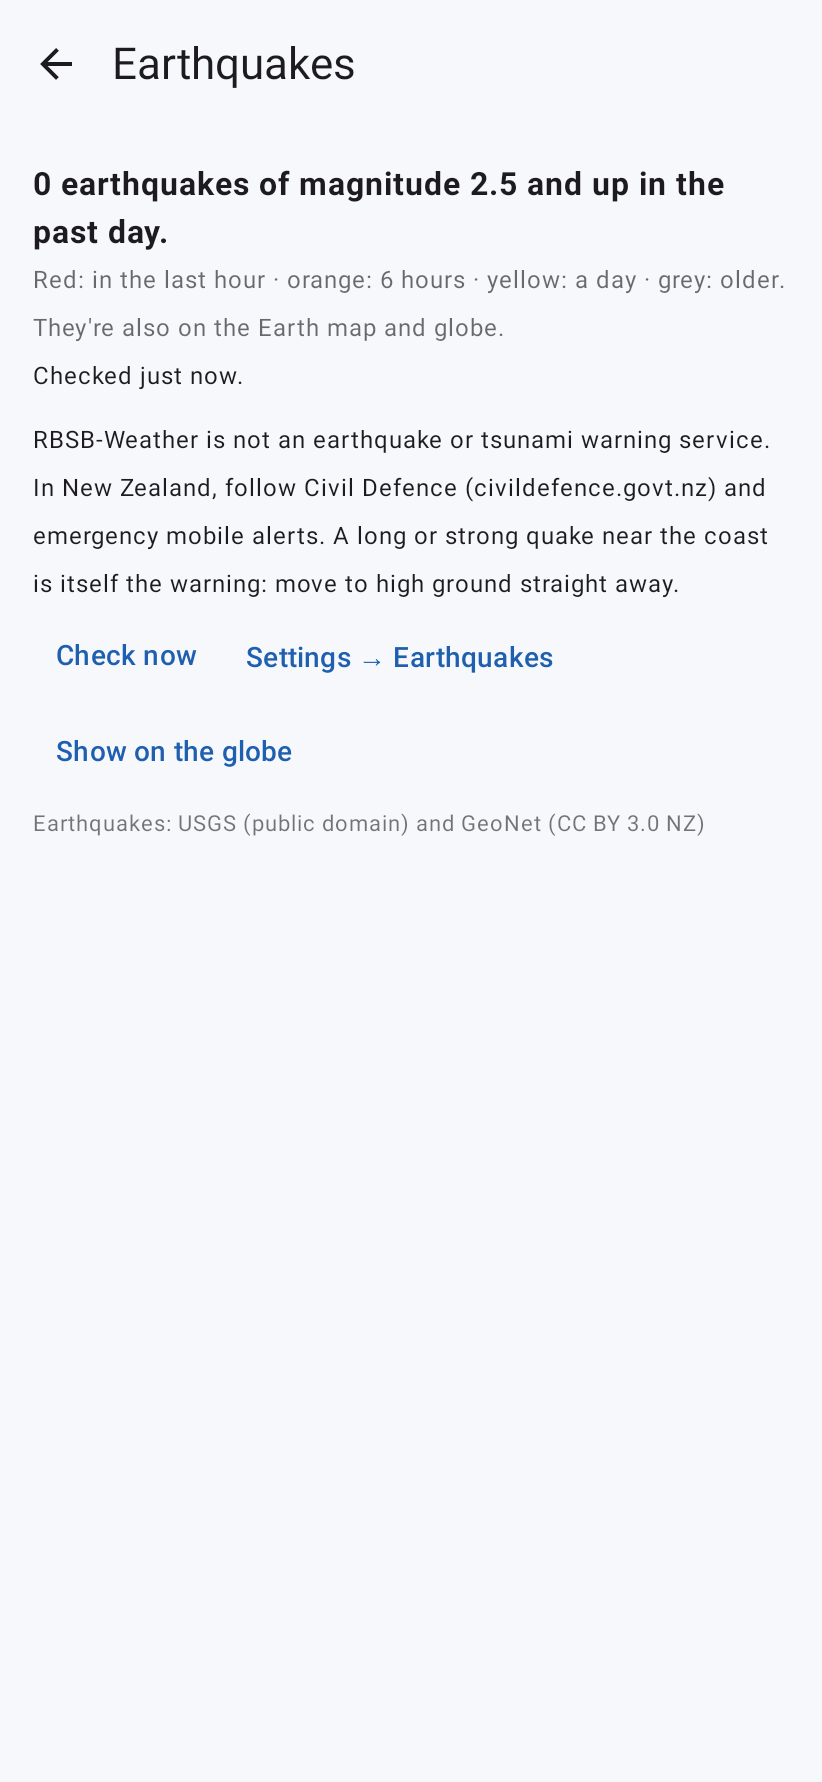 Earthquakes
0 earthquakes of magnitude 2.5 and up in the
past day.
Red: in the last hour · orange: 6 hours · yellow: a day · grey: older.
They're also on the Earth map and globe.
Checked just now.
RBSB-Weather is not an earthquake or tsunami warning service.
In New Zealand, follow Civil Defence (civildefence.govt.nz) and
emergency mobile alerts. A long or strong quake near the coast
is itself the warning: move to high ground straight away.
Check now Settings → Earthquakes
Show on the globe
Earthquakes: USGS (public domain) and GeoNet (CC BY 3.0 NZ)